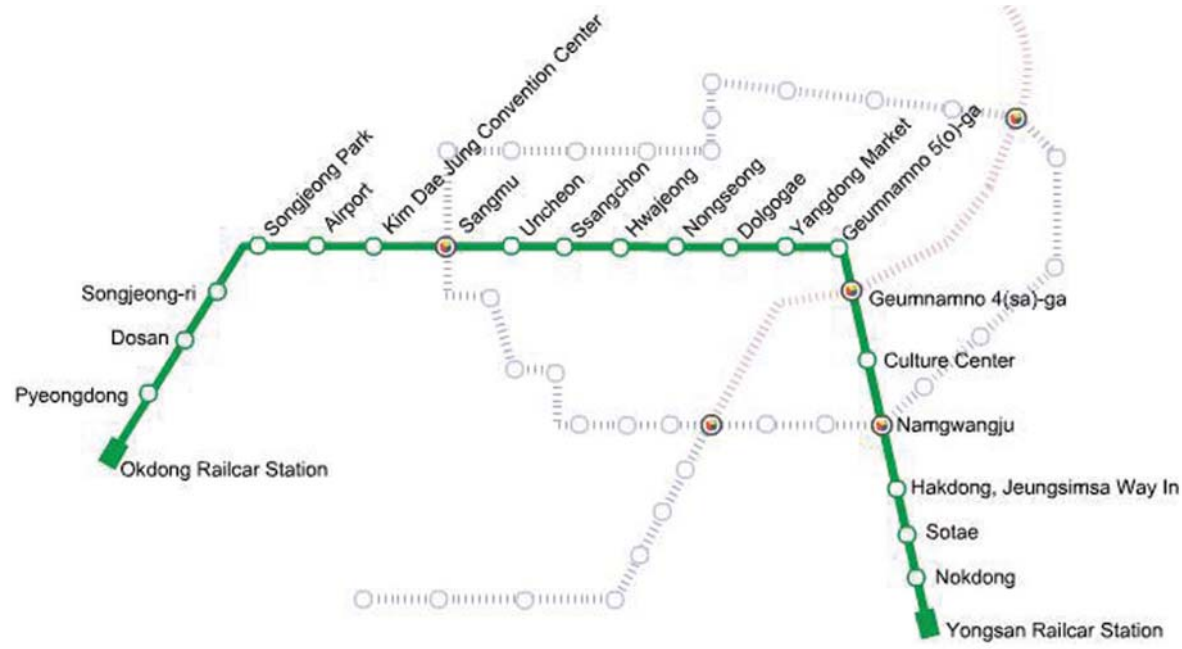 Songjeong Park
Airport
Kim Dae Jung Convention Center
Sangmu
Uncheon
Ssangchon
Hwajeong
Nongseong
Dolgogae
Yangdong Market
Geumnamno 5(o)-ga
Songjeong-ri
Dosan
Pyeongdong
Okdong Railcar Station
Geumnamno 4(sa)-ga
Culture Center
Namgwangju
Hakdong, Jeungsimsa Way In
Sotae
Nokdong
Yongsan Railcar Station